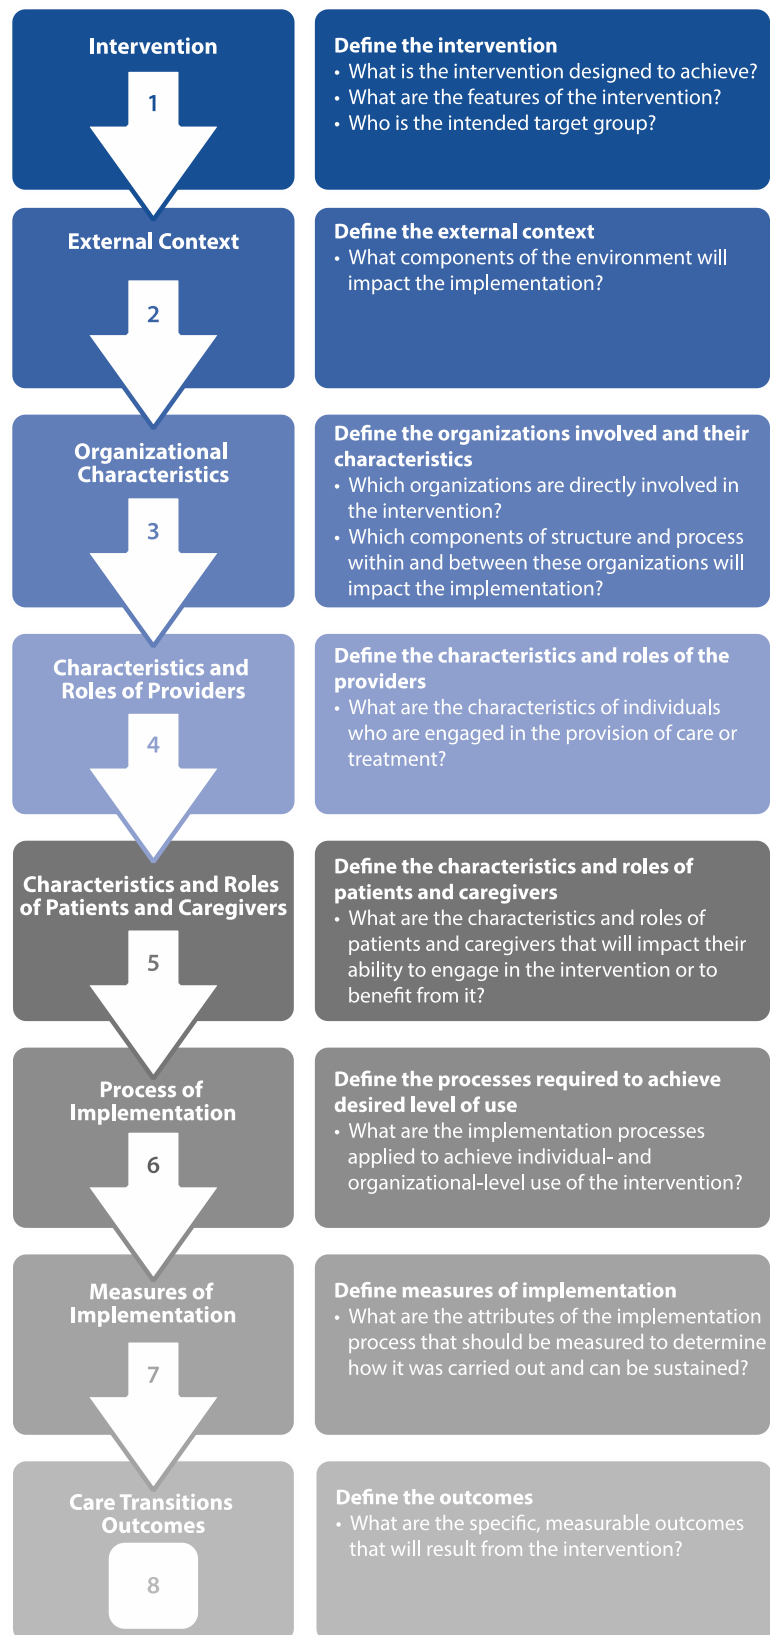 Intervention
1
Define the intervention
• What is the intervention designed to achieve?
• What are the features of the intervention?
• Who is the intended target group?
External Context
2
Define the external context
• What components of the environment will
impact the implementation?
Organizational
Characteristics
3
Define the organizations involved and their
characteristics
• Which organizations are directly involved in
the intervention?
• Which components of structure and process
within and between these organizations will
impact the implementation?
Characteristics and
Roles of Providers
4
Define the characteristics and roles of the
providers
• What are the characteristics of individuals
who are engaged in the provision of care or
treatment?
Characteristics and Roles
of Patients and Caregivers
5
Define the characteristics and roles of
patients and caregivers
• What are the characteristics and roles of
patients and caregivers that will impact their
ability to engage in the intervention or to
benefit from it?
Process of
Implementation
6
Define the processes required to achieve
desired level of use
• What are the implementation processes
applied to achieve individual- and
organizational-level use of the intervention?
Measures of
Implementation
7
Define measures of implementation
• What are the attributes of the implementation
process that should be measured to determine
how it was carried out and can be sustained?
Care Transitions
Outcomes
8
Define the outcomes
• What are the specific, measurable outcomes
that will result from the intervention?